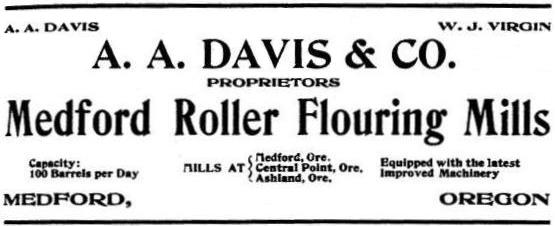 A. A. DAVIS W. J. VIRGIN
A. A. DAVIS & CO.
PROPRIETORS
Medford Roller Flouring Mills
Capacity:
100 Barrels per Day
MILLS AT
Medford, Ore.
Central Point, Ore.
Ashland, Ore.
Equipped with the latest
Improved Machinery
MEDFORD, OREGON